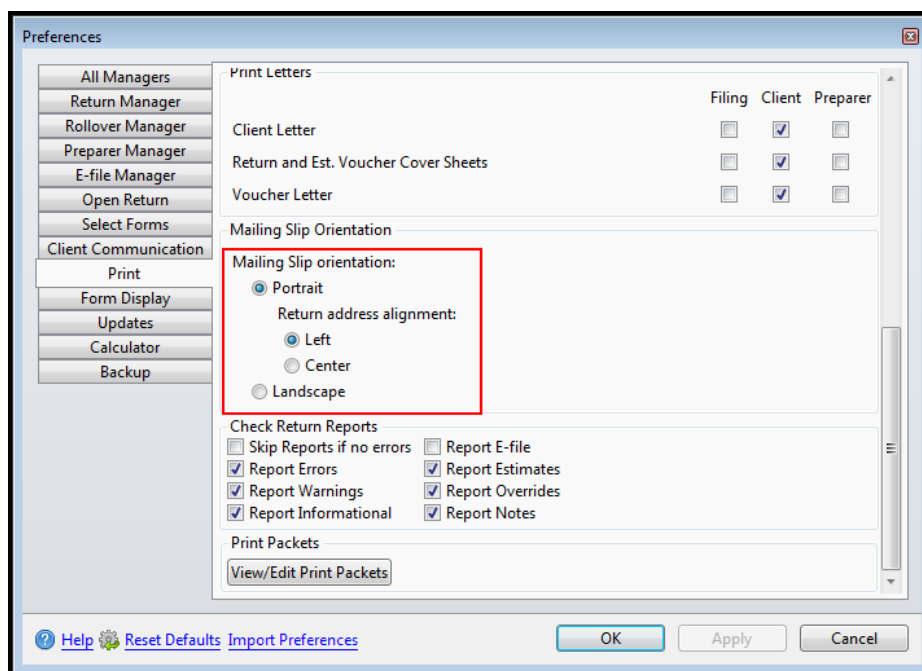 Preferences
All Managers
Return Manager
Rollover Manager
Preparer Manager
E-file Manager
Open Return
Select Forms
Client Communication
Print
Form Display
Updates
Calculator
Backup
Print Letters
Filing Client Preparer
Client Letter
Return and Est. Voucher Cover Sheets
Voucher Letter
Mailing Slip Orientation
Mailing Slip orientation:
Portrait
Return address alignment:
Left
Center
Landscape
Check Return Reports
Skip Reports if no errors Report E-file
Report Errors Report Estimates
Report Warnings Report Overrides
Report Informational Report Notes
Print Packets
View/Edit Print Packets
Help Reset Defaults Import Preferences OK Apply Cancel